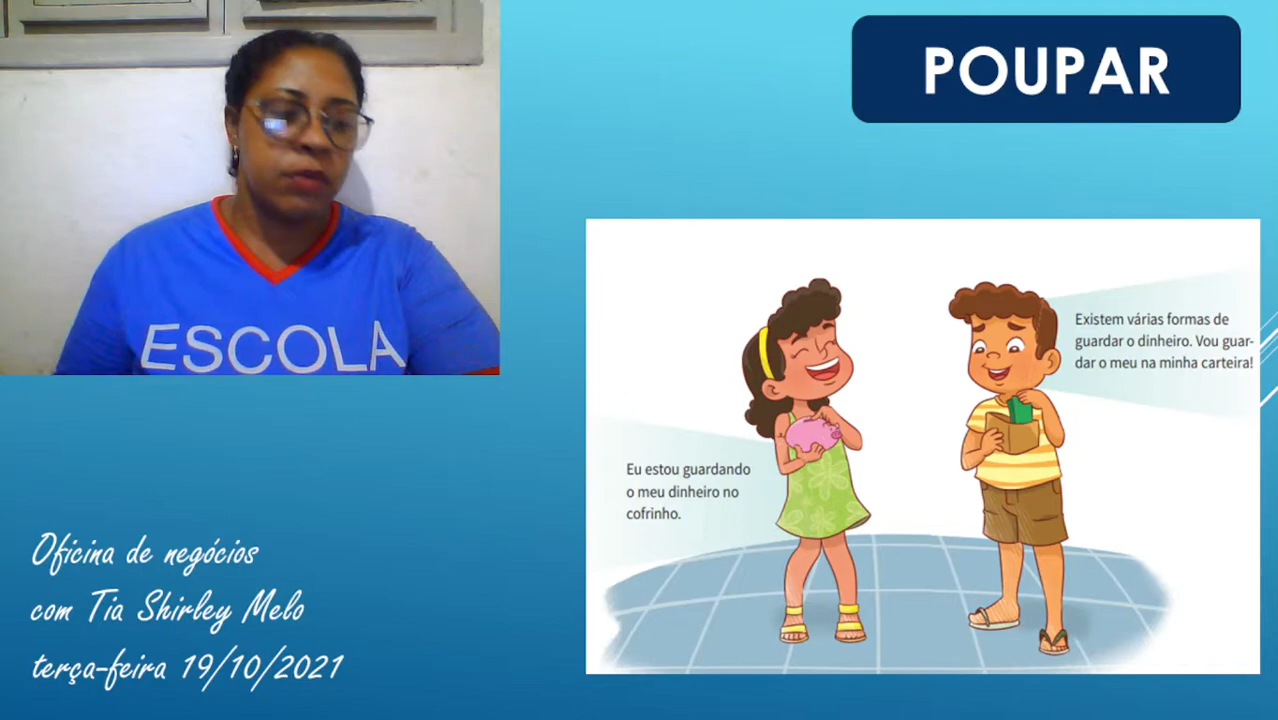 POUPAR
ESCOLA
Existem várias formas de
guardar o dinheiro. Vou guar-
dar o meu na minha carteira!
Eu estou guardando
o meu dinheiro no
cofrinho.
Oficina de negócios
com Tia Shirley Melo
terça-feira 19/10/2021